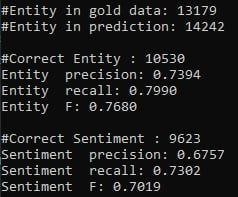 #Entity in gold data: 13179
#Entity in prediction: 14242

#Correct Entity : 10530
Entity  precision: 0.7394
Entity  recall: 0.7990
Entity  F: 0.7680

#Correct Sentiment : 9623
Sentiment  precision: 0.6757
Sentiment  recall: 0.7302
Sentiment  F: 0.7019